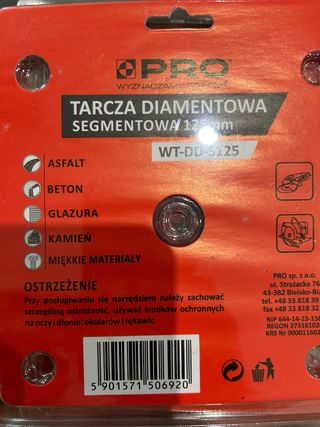 PRO
WYZNACZAMY
TARCZA DIAMENTOWA
SEGMENTOWA 125mm
WT-DD-S125
ASFALT
BETON
GLAZURA
KAMIEŃ
MIĘKKIE MATERIAŁY
OSTRZEŻENIE
Przy posługiwaniu się narzędziem należy zachować
szczególną ostrożność, używać środków ochronnych
na oczy i dłonie: okularów i rękawic
PRO sp. z o.o.
ul. Strażacka 76
43-382 Bielsko-Bia
tel. +48 33 818 39
fax +48 33 818 32
NIP 644-14-23-15
REGON 27316102
KRS Nr 00001160
5 901571 506920